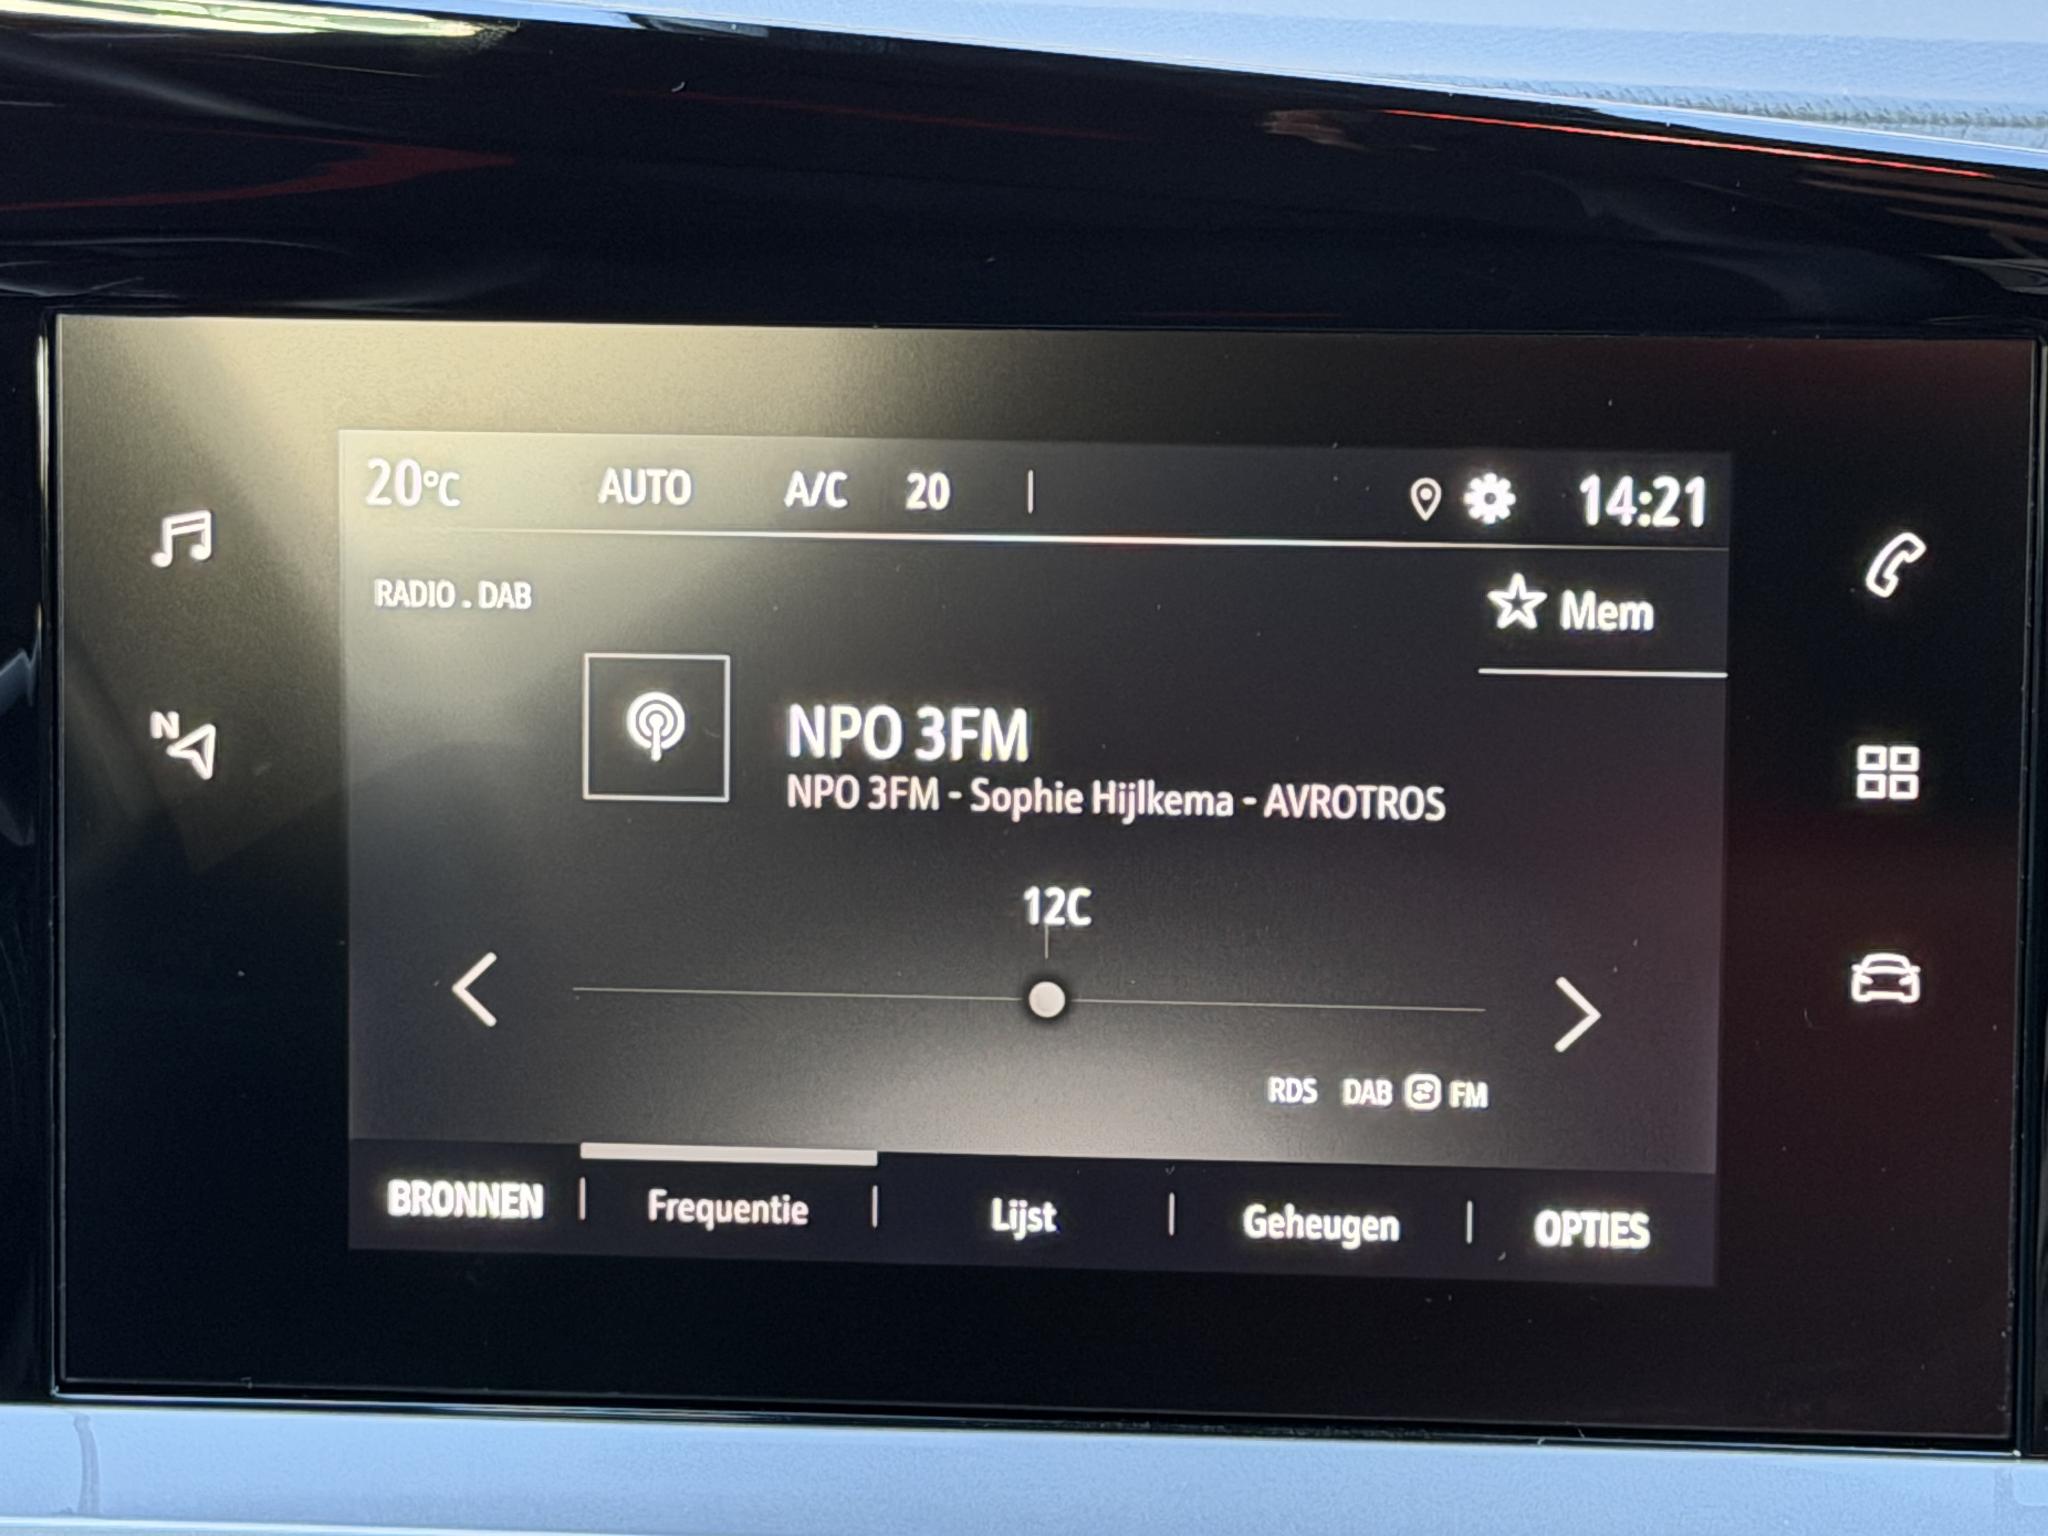 20°C AUTO A/C 20 14:21
RADIO . DAB
Mem
NPO 3FM
NPO 3FM - Sophie Hijlkema - AVROTROS
12C
RDS DAB FM
BRONNEN Frequentie Lijst Geheugen OPTIES
N